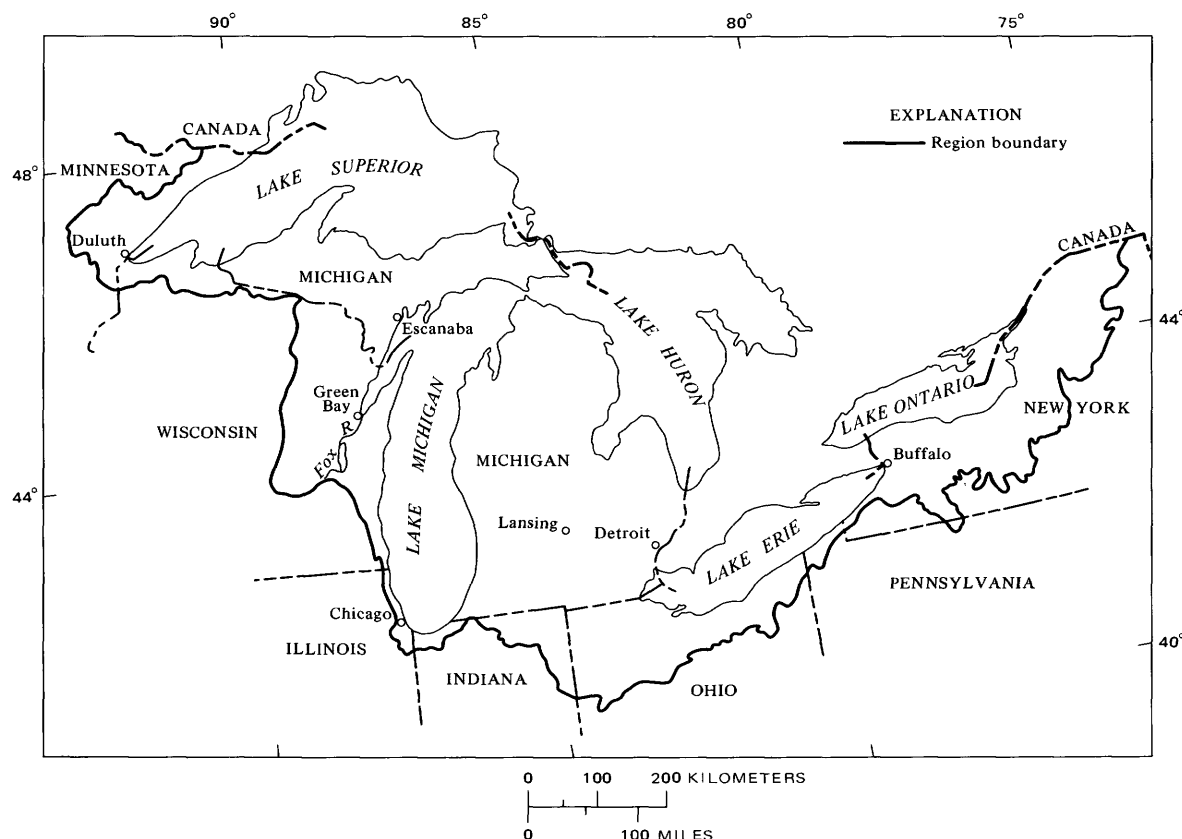 90°
85°
80°
75°
EXPLANATION
Region boundary
CANADA
MINNESOTA
48°
LAKE SUPERIOR
Duluth
MICHIGAN
CANADA
LAKE HURON
Escanaba
44°
Green
Bay
LAKE ONTARIO
NEW YORK
WISCONSIN
Fox R
LAKE MICHIGAN
MICHIGAN
Buffalo
44°
Lansing
Detroit
LAKE ERIE
PENNSYLVANIA
Chicago
ILLINOIS
40°
INDIANA
OHIO
0 100 200 KILOMETERS
0 100 MILES